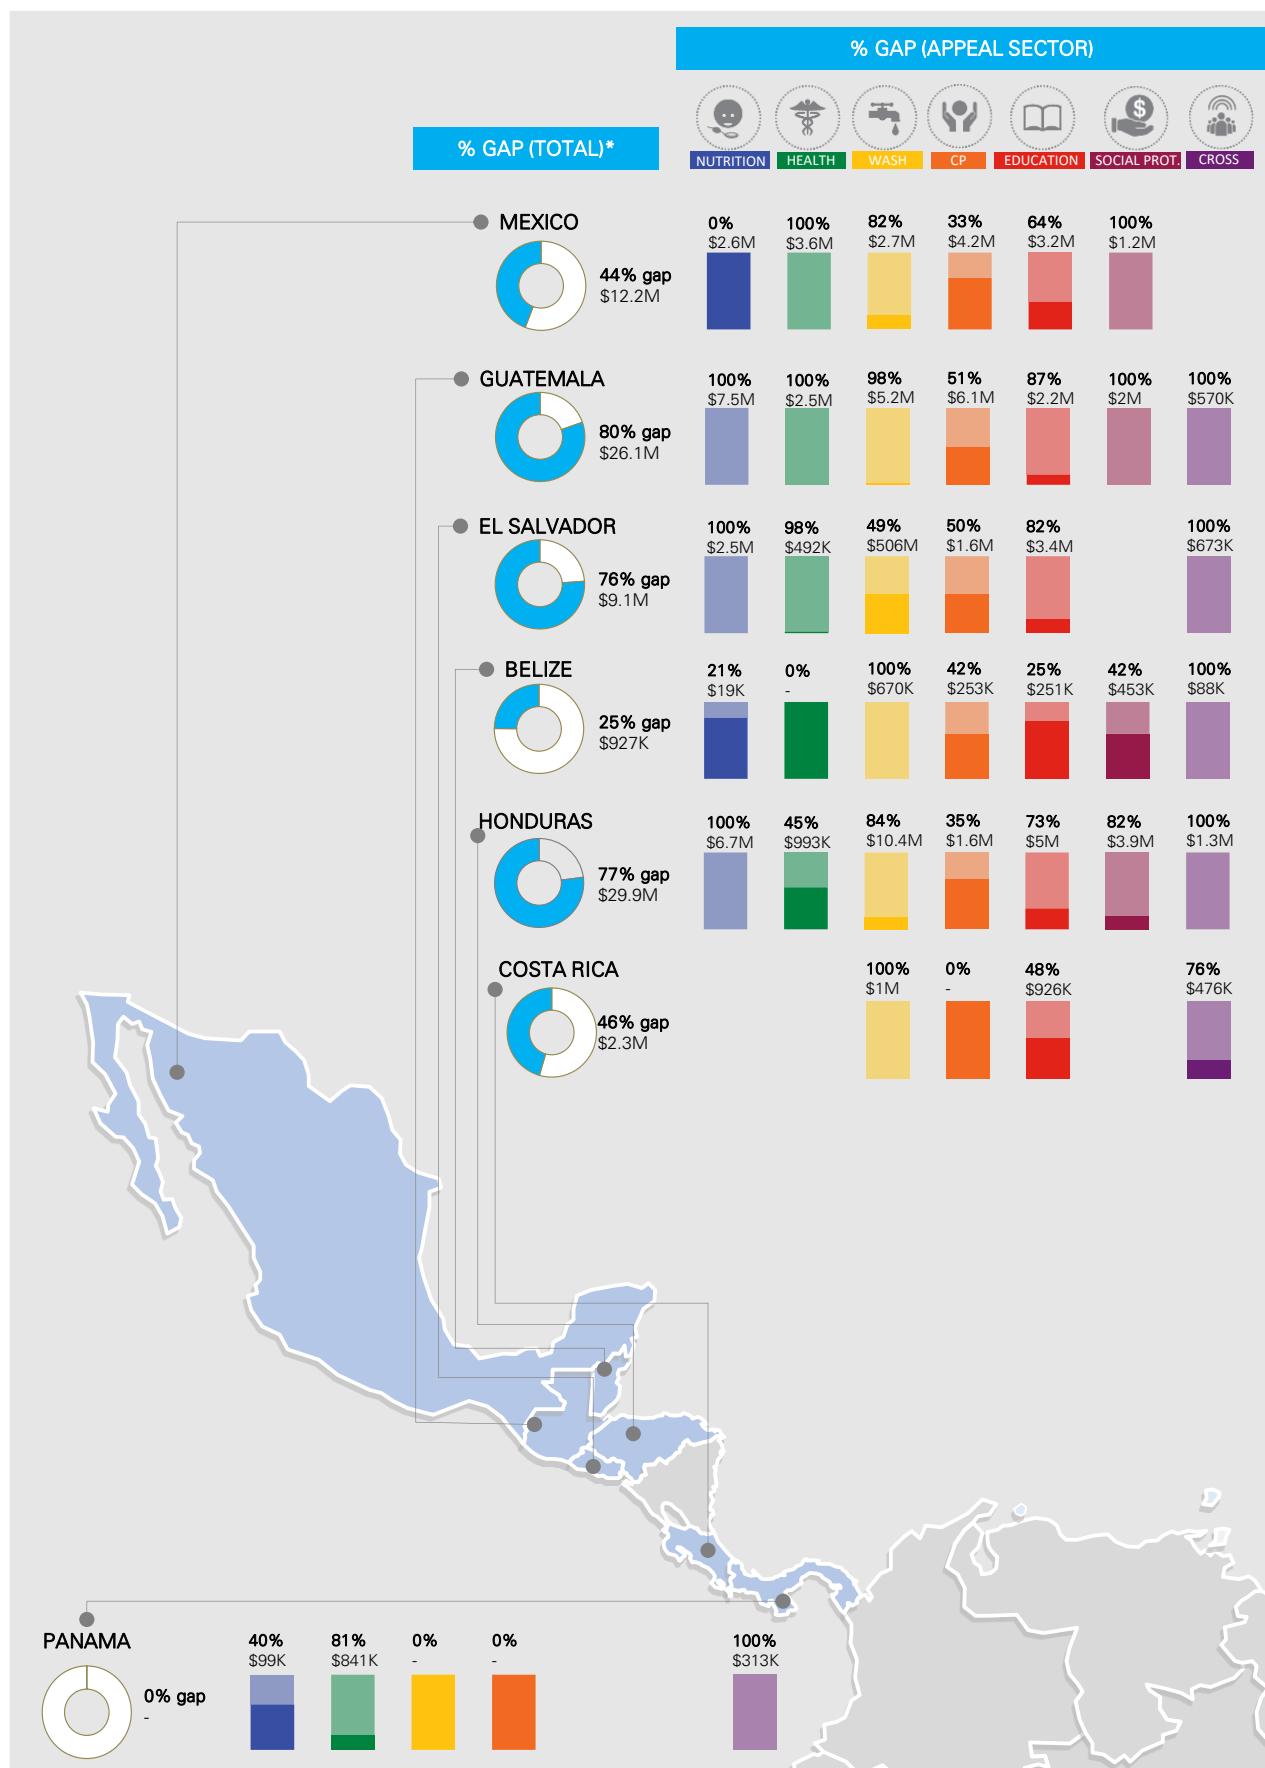 % GAP (APPEAL SECTOR)
% GAP (TOTAL)*
NUTRITION HEALTH WASH CP EDUCATION SOCIAL PROT. CROSS
MEXICO
44% gap
$12.2M
0% 100% 82% 33% 64% 100%
$2.6M $3.6M $2.7M $4.2M $3.2M $1.2M
GUATEMALA
80% gap
$26.1M
100% 100% 98% 51% 87% 100% 100%
$7.5M $2.5M $5.2M $6.1M $2.2M $2M $570K
EL SALVADOR
76% gap
$9.1M
100% 98% 49% 50% 82% 100%
$2.5M $492K $506M $1.6M $3.4M $673K
BELIZE
25% gap
$927K
21% 0% 100% 42% 25% 42% 100%
$19K - $670K $253K $251K $453K $88K
HONDURAS
77% gap
$29.9M
100% 45% 84% 35% 73% 82% 100%
$6.7M $993K $10.4M $1.6M $5M $3.9M $1.3M
COSTA RICA
46% gap
$2.3M
100% 0% 48% 76%
$1M - $926K $476K
PANAMA
0% gap
-
40% 81% 0% 0% 100%
$99K $841K - - $313K